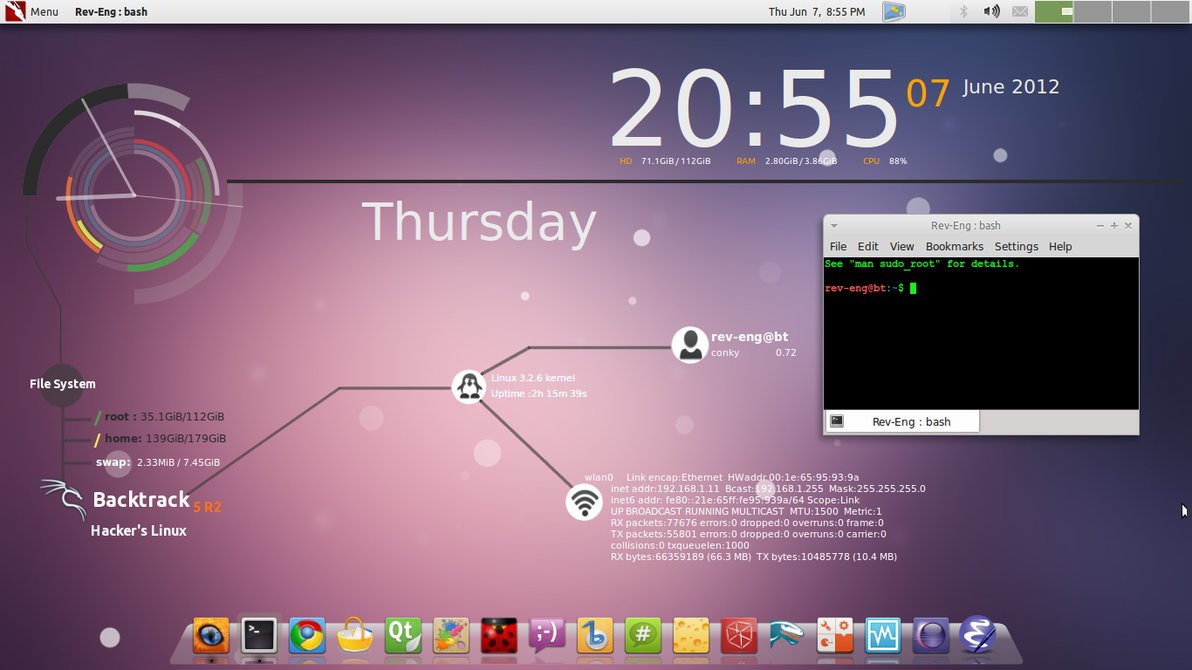 Menu Rev-Eng : bash Thu Jun 7, 8:55 PM
20:55 07 June 2012
HD 71.1GiB / 112GiB RAM 2.80GiB / 3.86GiB CPU 88%
Thursday
Rev-Eng : bash
File Edit View Bookmarks Settings Help
See "man sudo_root" for details.
rev-eng@bt:~$
Rev-Eng : bash
rev-eng@bt
conky 0.72
Linux 3.2.6 kernel
Uptime :2h 15m 39s
File System
/ root : 35.1GiB/112GiB
/ home: 139GiB/179GiB
swap: 2.33MiB / 7.45GiB
Backtrack 5 R2
Hacker's Linux
wlan0 Link encap:Ethernet HWaddr 00:1e:65:95:93:9a
inet addr:192.168.1.11 Bcast:192.168.1.255 Mask:255.255.255.0
inet6 addr: fe80::21e:65ff:fe95:939a/64 Scope:Link
UP BROADCAST RUNNING MULTICAST MTU:1500 Metric:1
RX packets:77676 errors:0 dropped:0 overruns:0 frame:0
TX packets:55801 errors:0 dropped:0 overruns:0 carrier:0
collisions:0 txqueuelen:1000
RX bytes:66359189 (66.3 MB) TX bytes:10485778 (10.4 MB)
>_ Qt ;-) b #